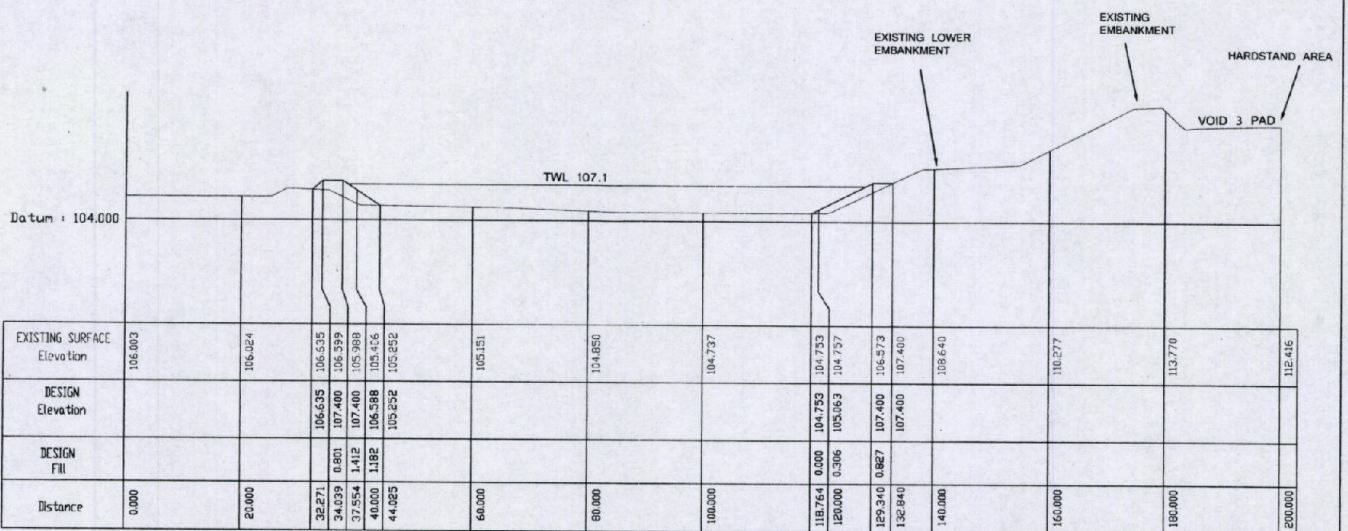 EXISTING
EMBANKMENT
EXISTING LOWER
EMBANKMENT
HARDSTAND AREA
VOID 3 PAD
TWL 107.1
Datum : 104.000
EXISTING SURFACE
Elevation
106.003 106.024 106.635 106.599 105.988 105.406 105.252 105.151 104.850 104.737 104.753 104.757 106.573 107.400 108.640 110.277 113.770 112.416
DESIGN
Elevation
106.635 107.400 107.400 106.588 105.252 104.753 105.063 107.400 107.400
DESIGN
Fill
0.801 1.412 1.182 0.000 0.306 0.827
Distance
0.000 20.000 32.271 34.039 37.554 40.000 44.025 60.000 80.000 100.000 118.764 120.000 129.340 132.840 140.000 160.000 180.000 200.000